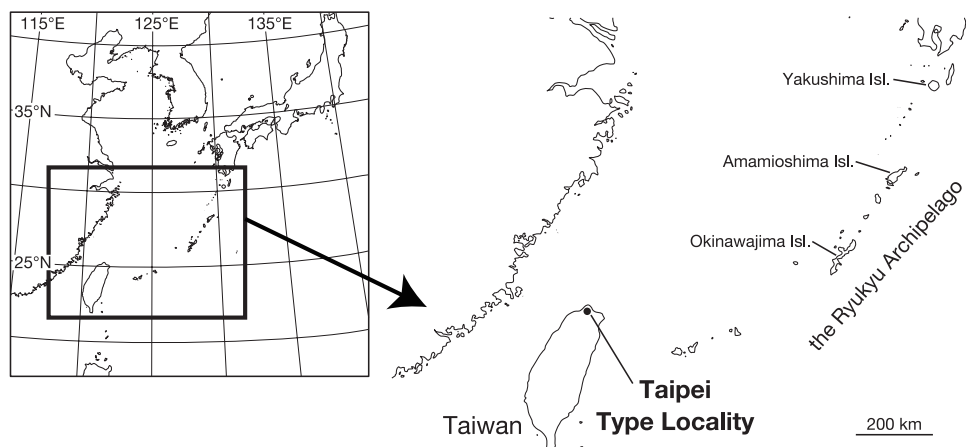 115°E 125°E 135°E
35°N
25°N
Yakushima Isl.
Amamioshima Isl.
Okinawajima Isl.
the Ryukyu Archipelago
Taipei
Type Locality
Taiwan
200 km